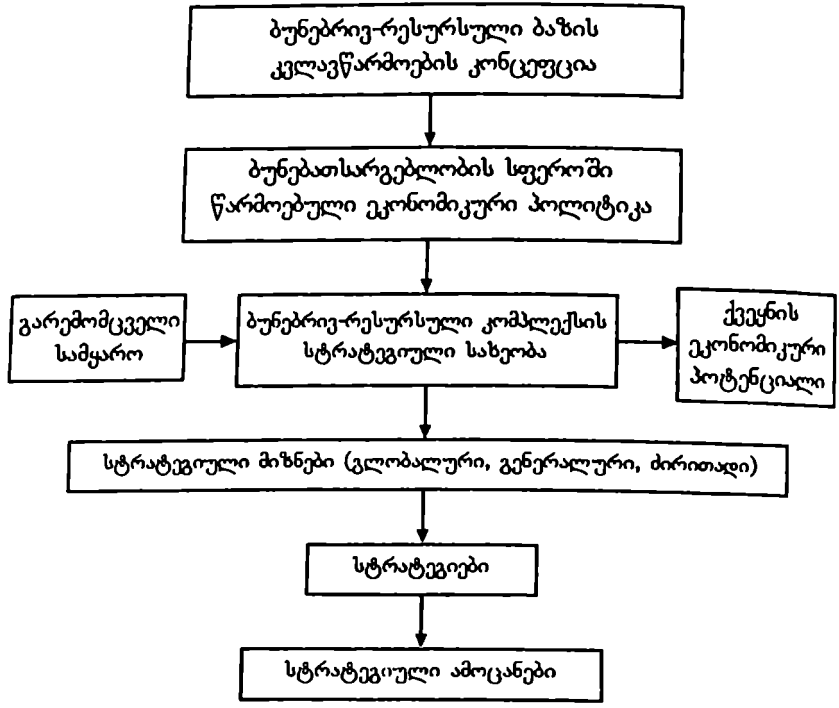 ბუნებრივ-რესურსული ბაზის
კვლავწარმოების კონცეფცია
ბუნებათსარგებლობის სფეროში
წარმოებული ეკონომიკური პოლიტიკა
გარემომცველი
სამყარო
ბუნებრივ-რესურსული კომპლექსის
სტრატეგიული სახეობა
ქვეყნის
ეკონომიკური
პოტენციალი
სტრატეგიული მიზნები (გლობალური, გენერალური, ძირითადი)
სტრატეგიები
სტრატეგიული ამოცანები